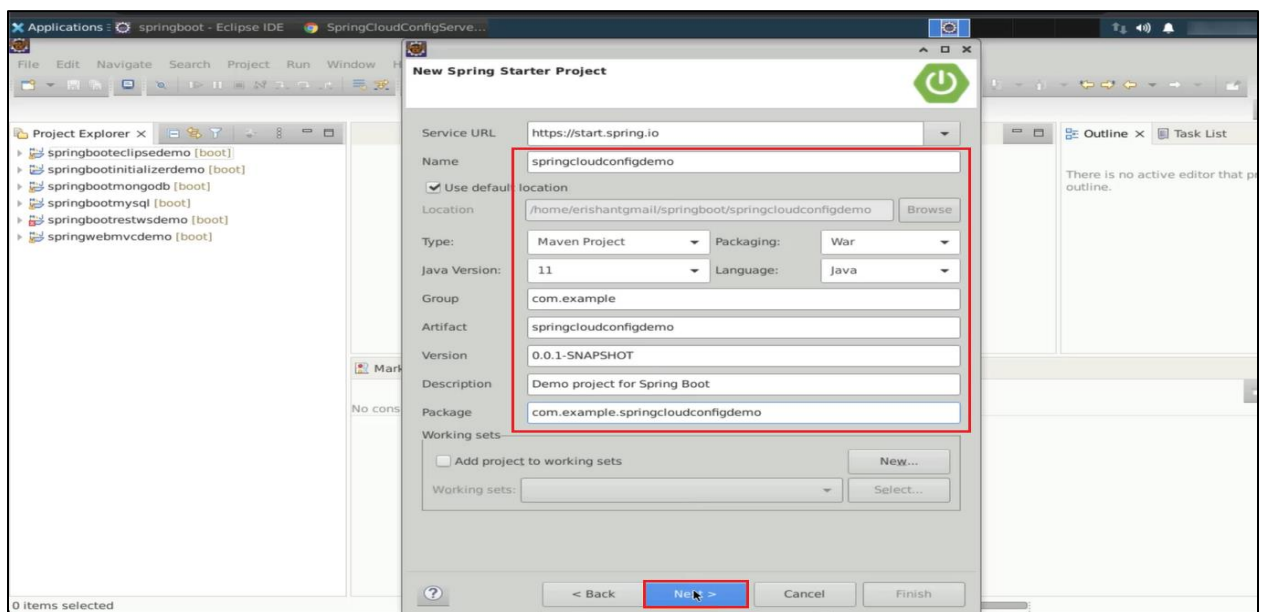 Applications springboot - Eclipse IDE SpringCloudConfigServe...
File Edit Navigate Search Project Run Window H
New Spring Starter Project
Project Explorer
springbooteclipsedemo [boot]
springbootinitializerdemo [boot]
springbootmongodb [boot]
springbootmysql [boot]
springbootrestwsdemo [boot]
springwebmvcdemo [boot]
Service URL https://start.spring.io
Name springcloudconfigdemo
Use default location
Location /home/erishantgmail/springboot/springcloudconfigdemo Browse
Type: Maven Project Packaging: War
Java Version: 11 Language: Java
Group com.example
Artifact springcloudconfigdemo
Version 0.0.1-SNAPSHOT
Description Demo project for Spring Boot
Package com.example.springcloudconfigdemo
Working sets
Add project to working sets New...
Working sets: Select...
? < Back Next > Cancel Finish
Mark
No cons
Outline Task List
There is no active editor that pr
outline.
0 items selected